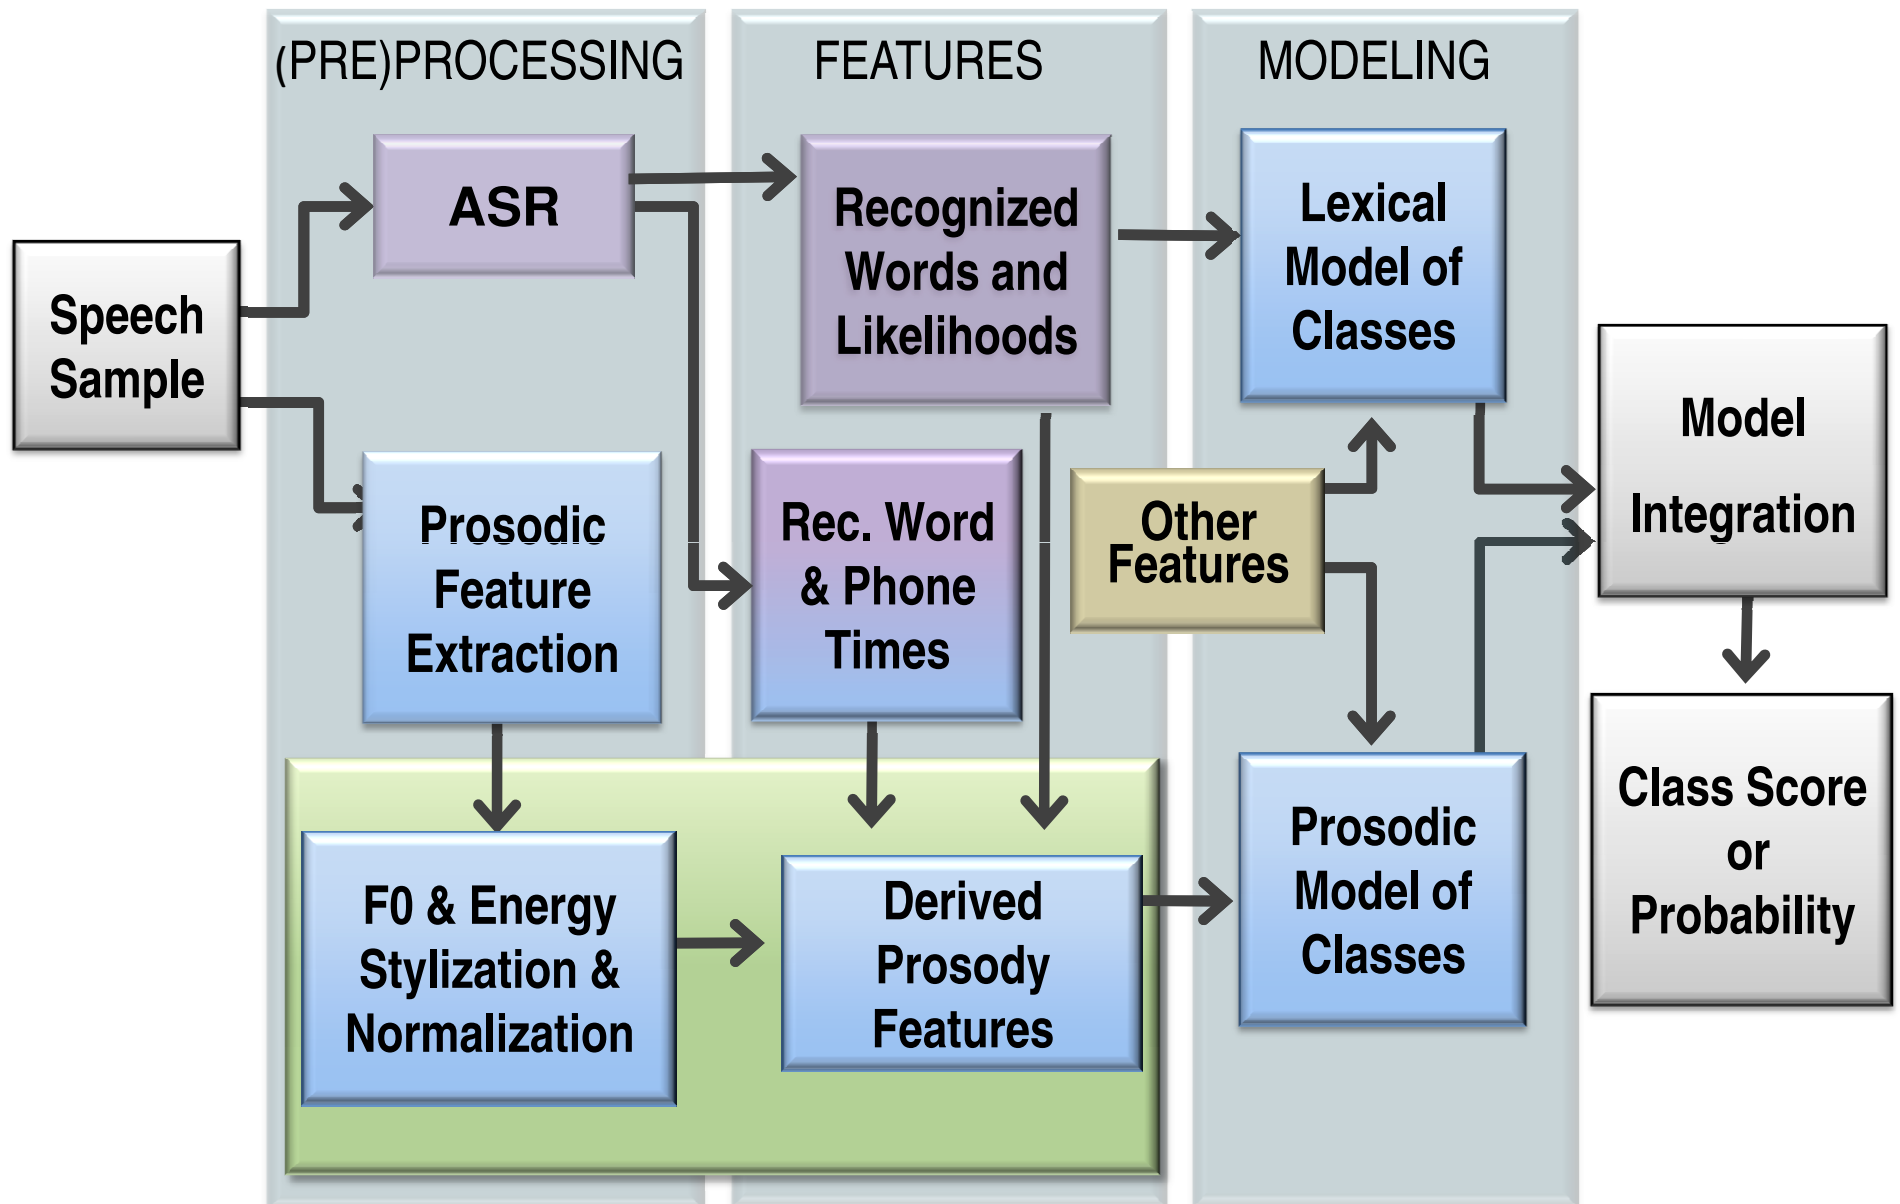 (PRE)PROCESSING
FEATURES
MODELING
Speech
Sample
ASR
Recognized
Words and
Likelihoods
Lexical
Model of
Classes
Prosodic
Feature
Extraction
Rec. Word
& Phone
Times
Other
Features
Model
Integration
F0 & Energy
Stylization &
Normalization
Derived
Prosody
Features
Prosodic
Model of
Classes
Class Score
or
Probability